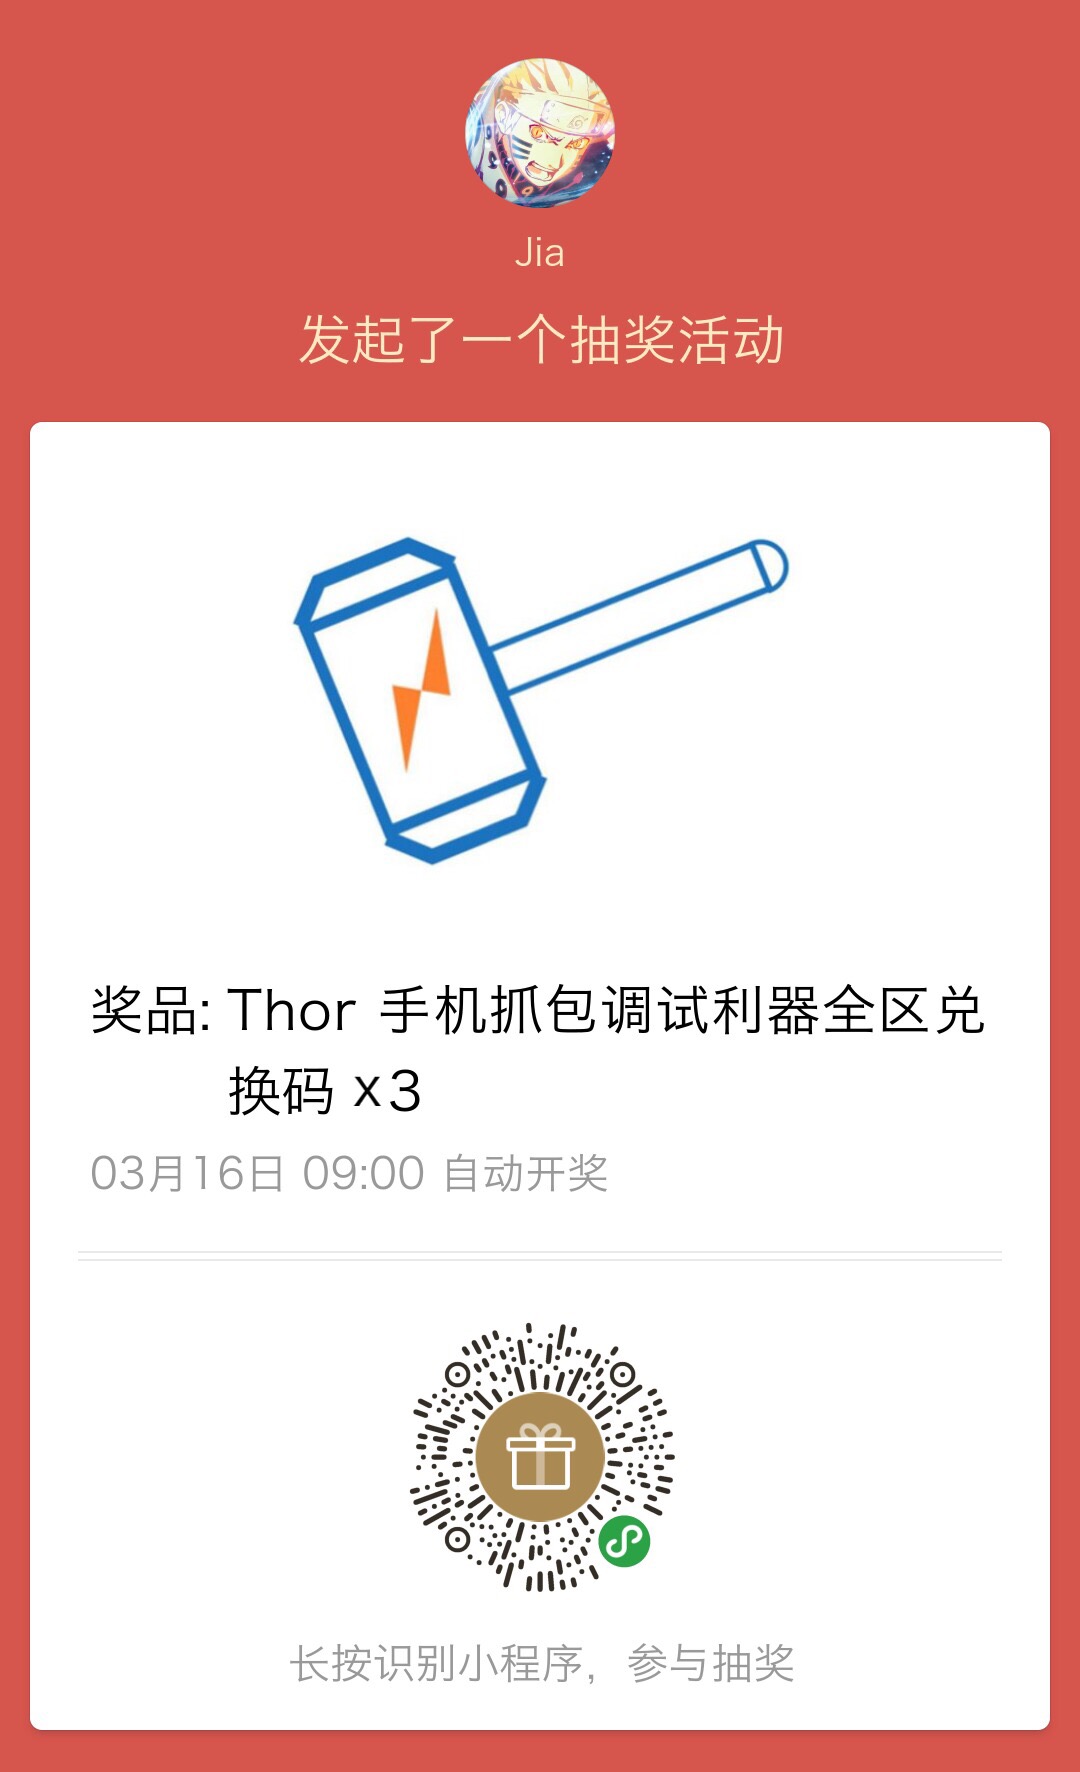 Jia
发起了一个抽奖活动
奖品: Thor 手机抓包调试利器全区兑
换码 x3
03月16日 09:00 自动开奖
长按识别小程序，参与抽奖